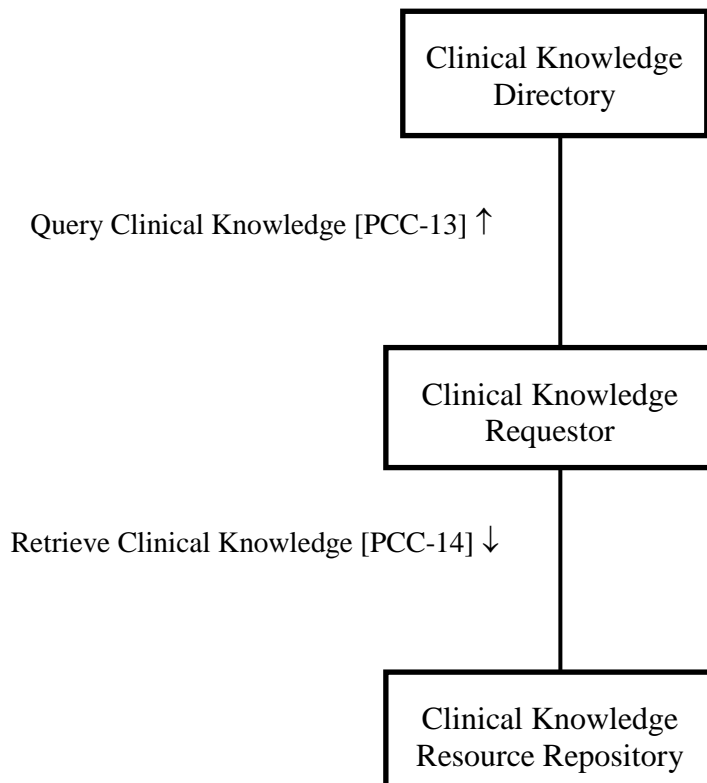 Clinical Knowledge
Directory
Query Clinical Knowledge [PCC-13] ↑
Clinical Knowledge
Requestor
Retrieve Clinical Knowledge [PCC-14] ↓
Clinical Knowledge
Resource Repository